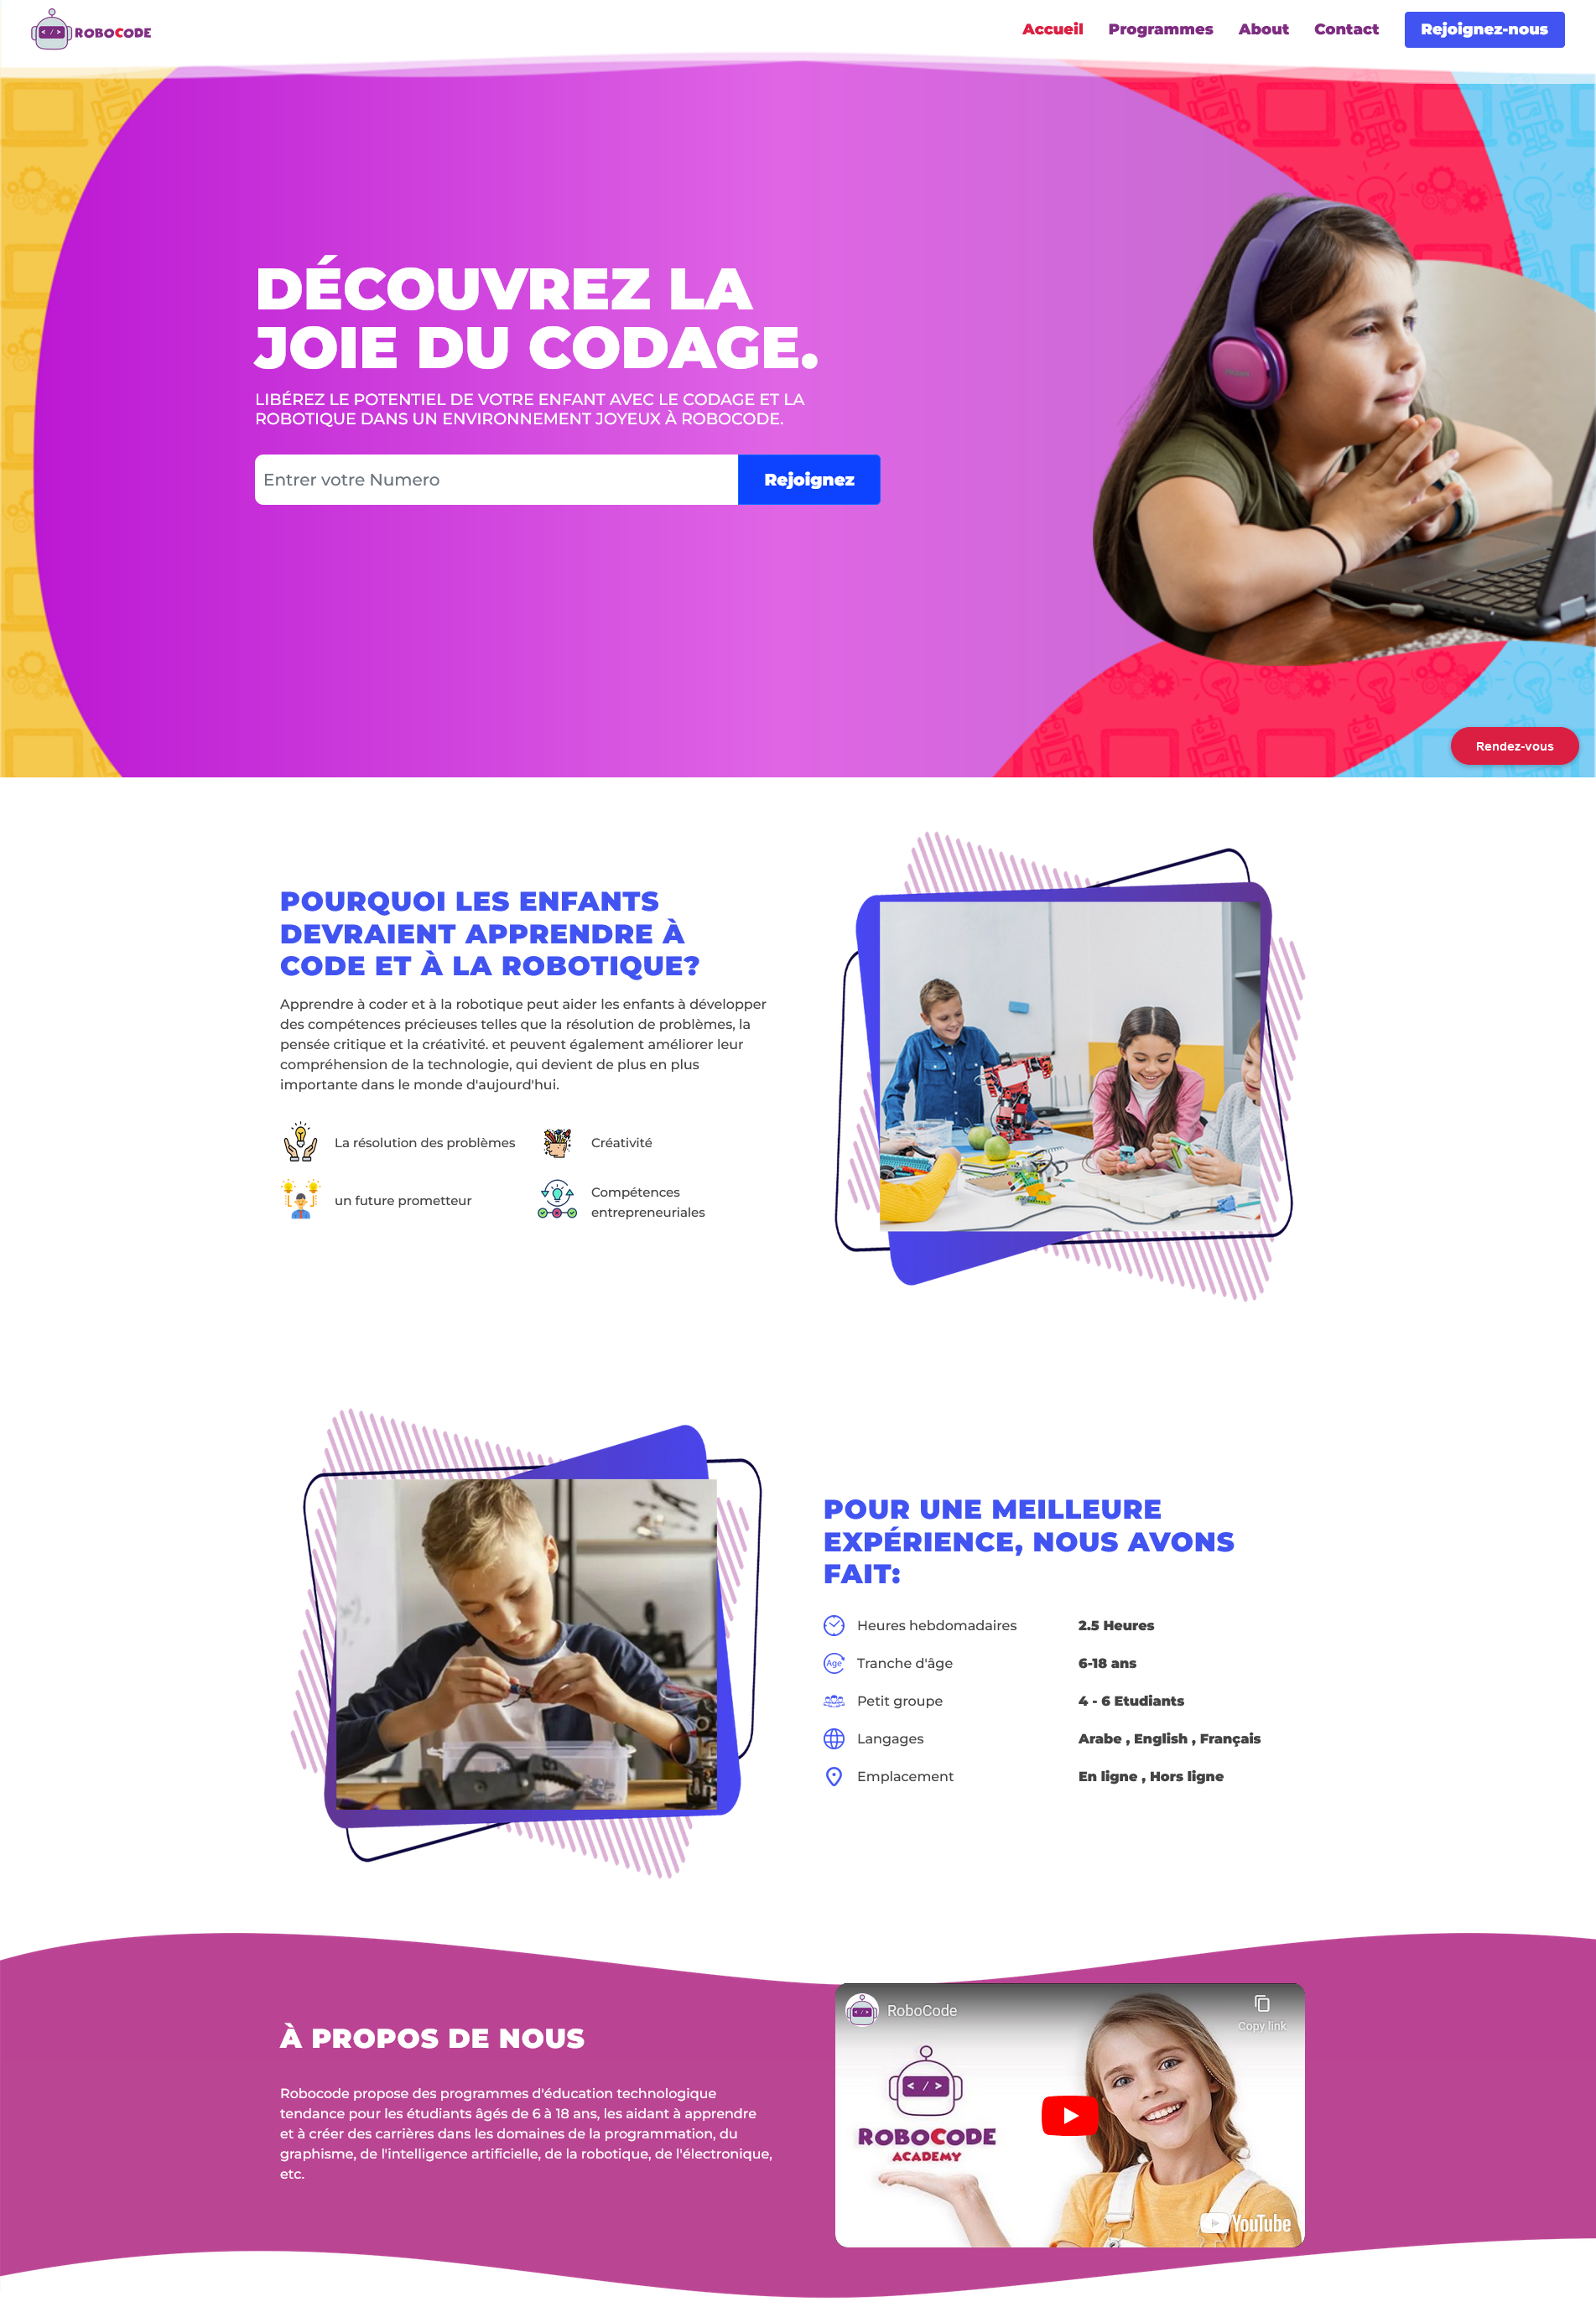 ROBOCODE
Accueil Programmes About Contact Rejoignez-nous
DÉCOUVREZ LA
JOIE DU CODAGE.
LIBÉREZ LE POTENTIEL DE VOTRE ENFANT AVEC LE CODAGE ET LA
ROBOTIQUE DANS UN ENVIRONNEMENT JOYEUX À ROBOCODE.
Entrer votre Numero Rejoignez
Rendez-vous
POURQUOI LES ENFANTS
DEVRAIENT APPRENDRE À
CODE ET À LA ROBOTIQUE?
Apprendre à coder et à la robotique peut aider les enfants à développer
des compétences précieuses telles que la résolution de problèmes, la
pensée critique et la créativité. et peuvent également améliorer leur
compréhension de la technologie, qui devient de plus en plus
importante dans le monde d'aujourd'hui.
La résolution des problèmes Créativité
un future prometteur Compétences
entrepreneuriales
POUR UNE MEILLEURE
EXPÉRIENCE, NOUS AVONS
FAIT:
Heures hebdomadaires 2.5 Heures
Age Tranche d'âge 6-18 ans
Petit groupe 4 - 6 Etudiants
Langages Arabe , English , Français
Emplacement En ligne , Hors ligne
À PROPOS DE NOUS
Robocode propose des programmes d'éducation technologique
tendance pour les étudiants âgés de 6 à 18 ans, les aidant à apprendre
et à créer des carrières dans les domaines de la programmation, du
graphisme, de l'intelligence artificielle, de la robotique, de l'électronique,
etc.
RoboCode
Copy link
< / >
ROBOCODE
ACADEMY
YouTube